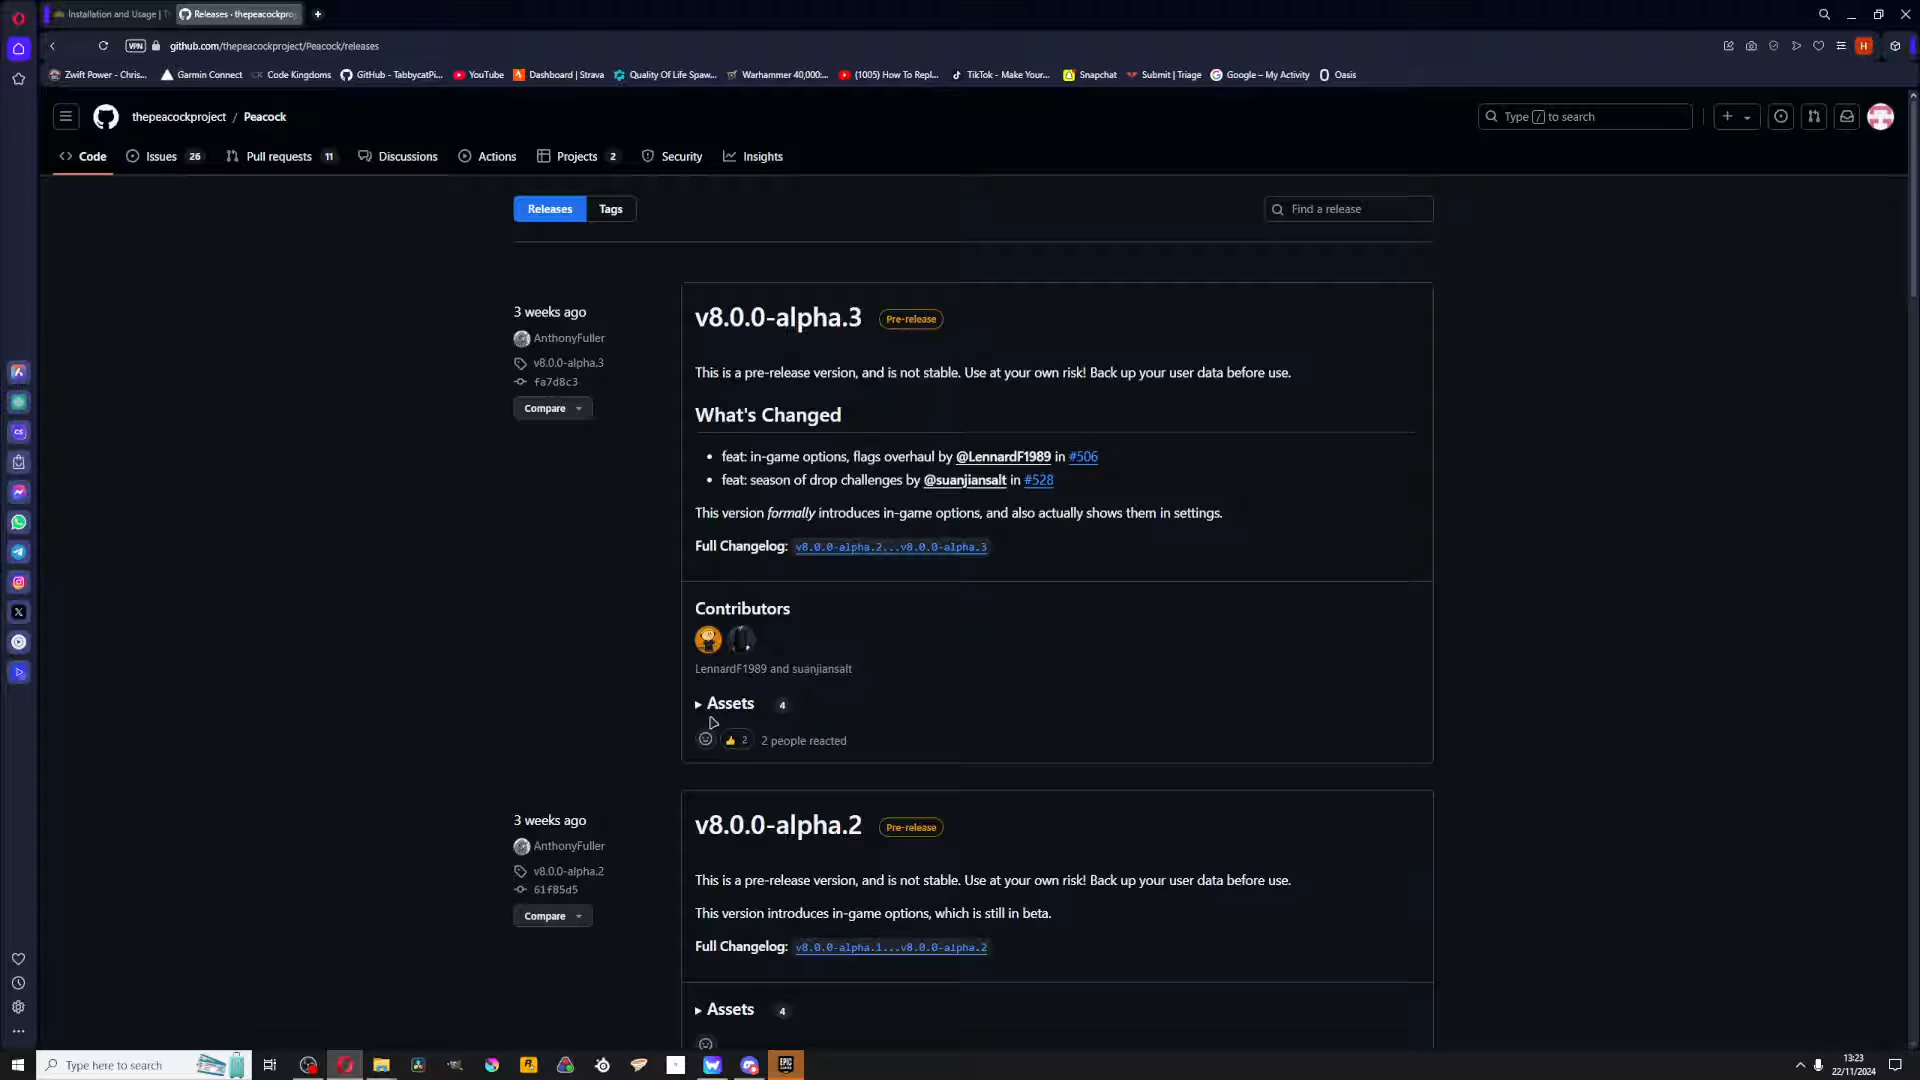 Installation and Usage | T
Releases · thepeacockproj
VPN github.com/thepeacockproject/Peacock/releases
H
Zwift Power - Chris...
Garmin Connect
Code Kingdoms
GitHub - TabbycatPi...
YouTube
Dashboard | Strava
Quality Of Life Spaw...
Warhammer 40,000:...
(1005) How To Repl...
TikTok - Make Your...
Snapchat
Submit | Triage
Google – My Activity
Oasis
thepeacockproject / Peacock
Type / to search
Code
Issues 26
Pull requests 11
Discussions
Actions
Projects 2
Security
Insights
Releases
Tags
Find a release
3 weeks ago
AnthonyFuller
v8.0.0-alpha.3
fa7d8c3
Compare
v8.0.0-alpha.3 Pre-release
This is a pre-release version, and is not stable. Use at your own risk! Back up your user data before use.
What's Changed
• feat: in-game options, flags overhaul by @LennardF1989 in #506
• feat: season of drop challenges by @suanjiansalt in #528
This version formally introduces in-game options, and also actually shows them in settings.
Full Changelog: v8.0.0-alpha.2...v8.0.0-alpha.3
Contributors
LennardF1989 and suanjiansalt
Assets 4
2 2 people reacted
3 weeks ago
AnthonyFuller
v8.0.0-alpha.2
61f85d5
Compare
v8.0.0-alpha.2 Pre-release
This is a pre-release version, and is not stable. Use at your own risk! Back up your user data before use.
This version introduces in-game options, which is still in beta.
Full Changelog: v8.0.0-alpha.1...v8.0.0-alpha.2
Assets 4
Type here to search
13:23
22/11/2024